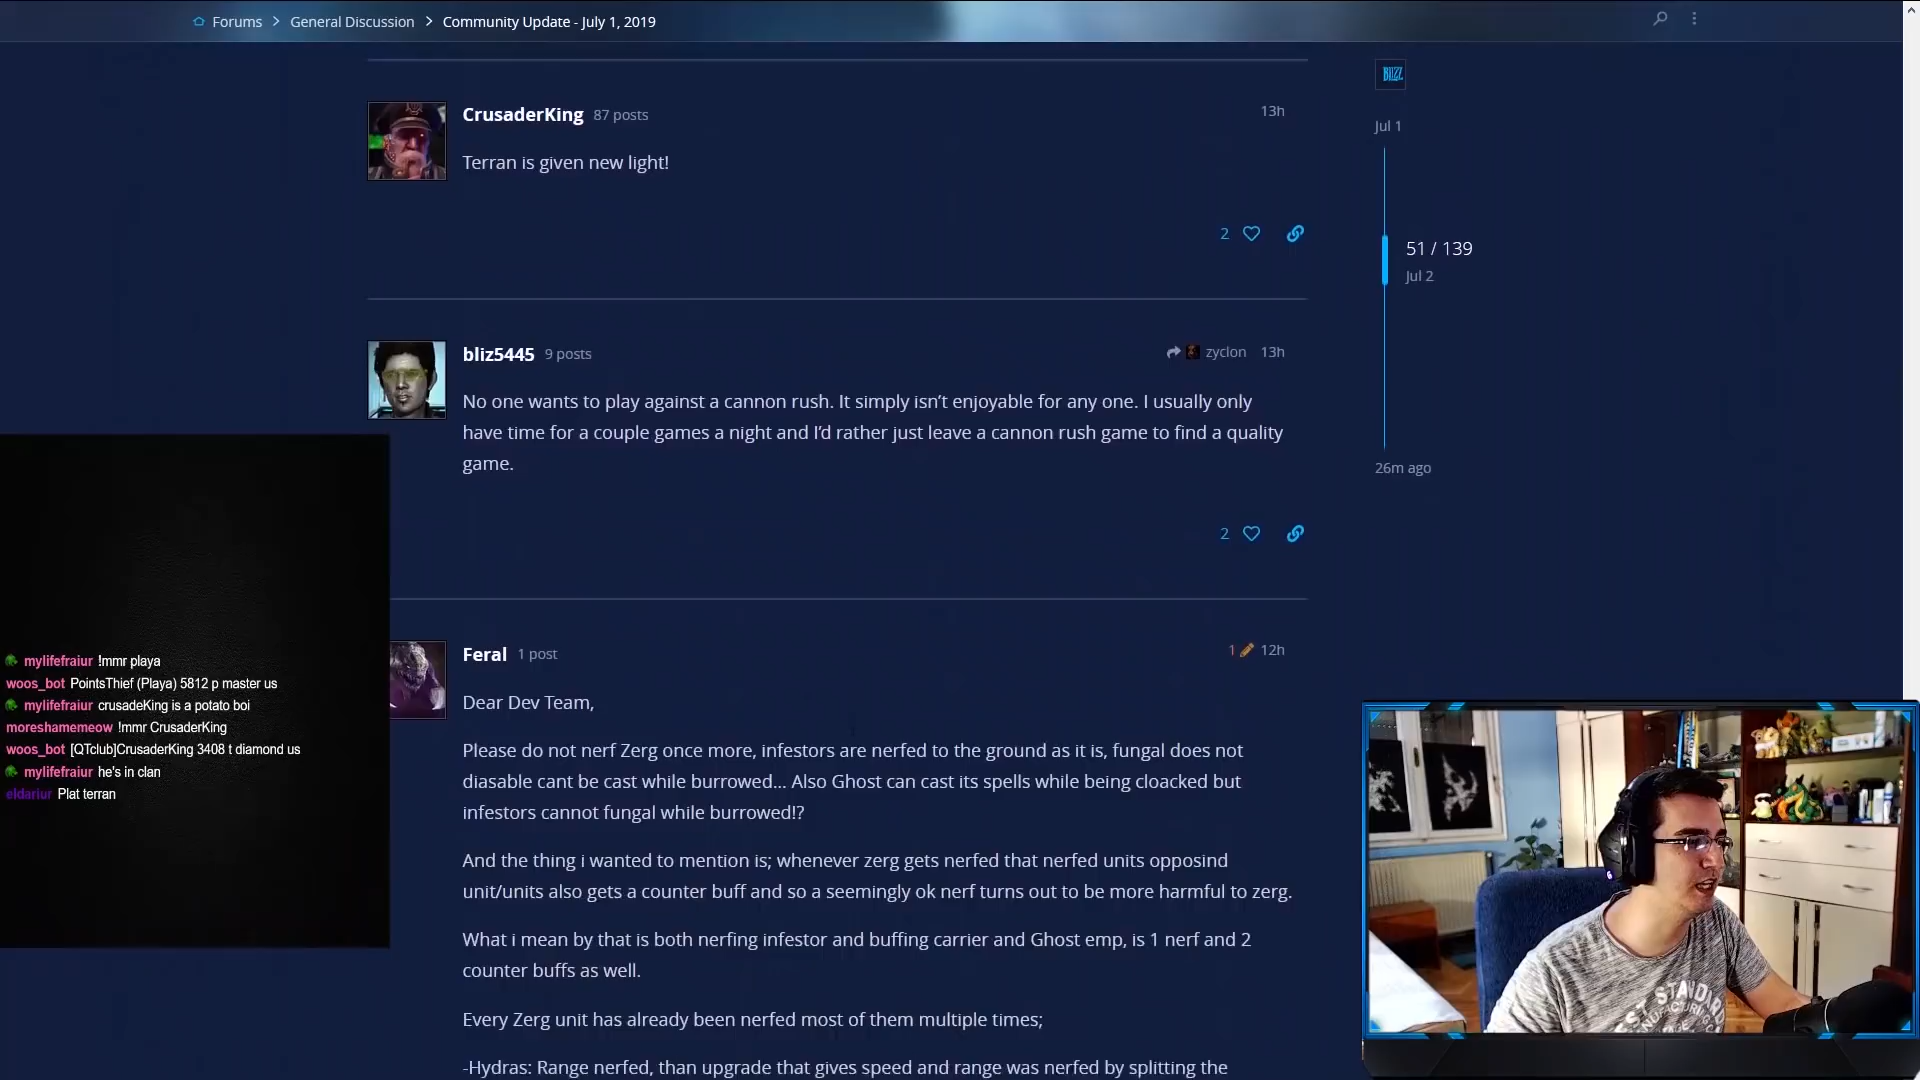 Forums > General Discussion > Community Update - July 1, 2019
BLIZZ
CrusaderKing 87 posts
13h
Jul 1
Terran is given new light!
2
51 / 139
Jul 2
bliz5445 9 posts
zycion 13h
No one wants to play against a cannon rush. It simply isn’t enjoyable for any one. I usually only
have time for a couple games a night and I’d rather just leave a cannon rush game to find a quality
game.
26m ago
2
Feral 1 post
1 12h
Dear Dev Team,
Please do not nerf Zerg once more, infestors are nerfed to the ground as it is, fungal does not
diasable cant be cast while burrowed... Also Ghost can cast its spells while being cloacked but
infestors cannot fungal while burrowed!?
And the thing i wanted to mention is; whenever zerg gets nerfed that nerfed units opposind
unit/units also gets a counter buff and so a seemingly ok nerf turns out to be more harmful to zerg.
What i mean by that is both nerfing infestor and buffing carrier and Ghost emp, is 1 nerf and 2
counter buffs as well.
Every Zerg unit has already been nerfed most of them multiple times;
-Hydras: Range nerfed, than upgrade that gives speed and range was nerfed by splitting the
mylifefraiur !mmr playa
woos_bot PointsThief (Playa) 5812 p master us
mylifefraiur crusadeKing is a potato boi
moreshamemeow !mmr CrusaderKing
woos_bot [QTclub]CrusaderKing 3408 t diamond us
mylifefraiur he's in clan
eldariur Plat terran